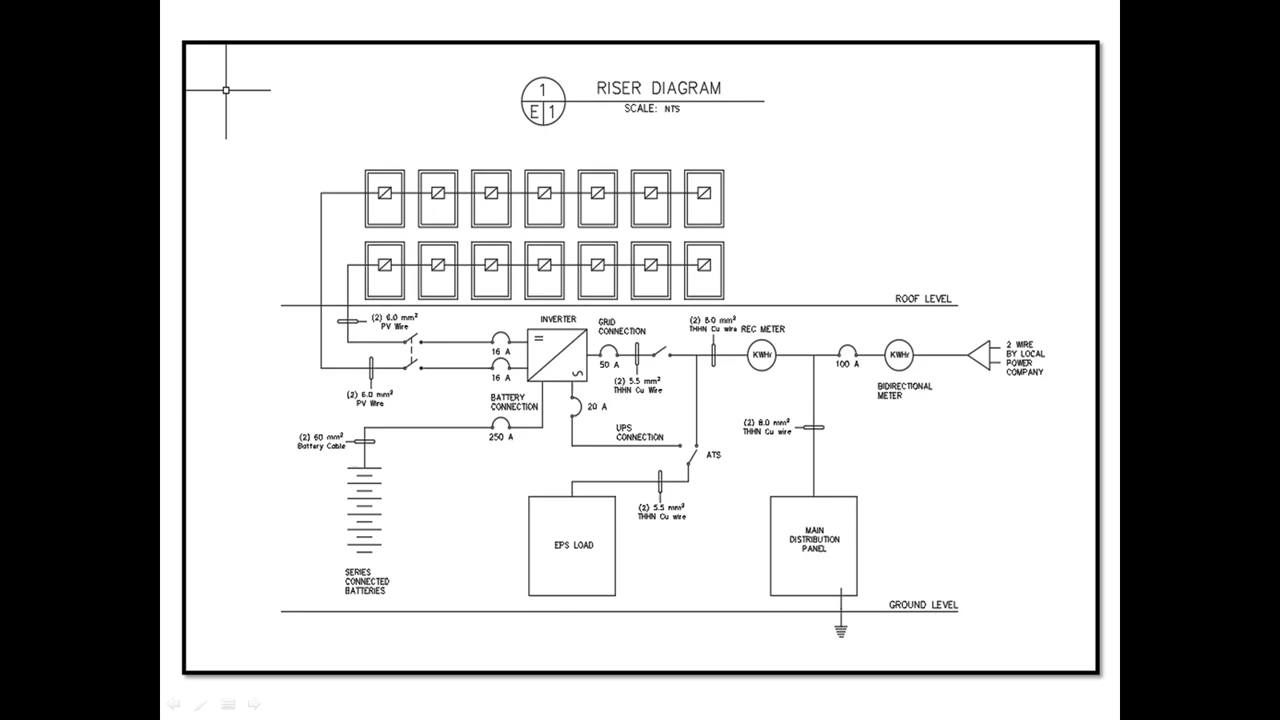 1
E 1
RISER DIAGRAM
SCALE: NTS
ROOF LEVEL
(2) 6.0 mm²
PV Wire
INVERTER
GRID
CONNECTION
(2) 8.0 mm²
THHN Cu wire
REC METER
16 A
16 A
50 A
KWHr
100 A
KWHr
2 WIRE
BY LOCAL
POWER
COMPANY
(2) 5.5 mm²
THHN Cu Wire
BIDIRECTIONAL
METER
(2) 6.0 mm²
PV Wire
BATTERY
CONNECTION
20 A
250 A
UPS
CONNECTION
(2) 8.0 mm²
THHN Cu wire
(2) 60 mm²
Battery Cable
ATS
(2) 5.5 mm²
THHN Cu wire
EPS LOAD
MAIN
DISTRIBUTION
PANEL
SERIES
CONNECTED
BATTERIES
GROUND LEVEL